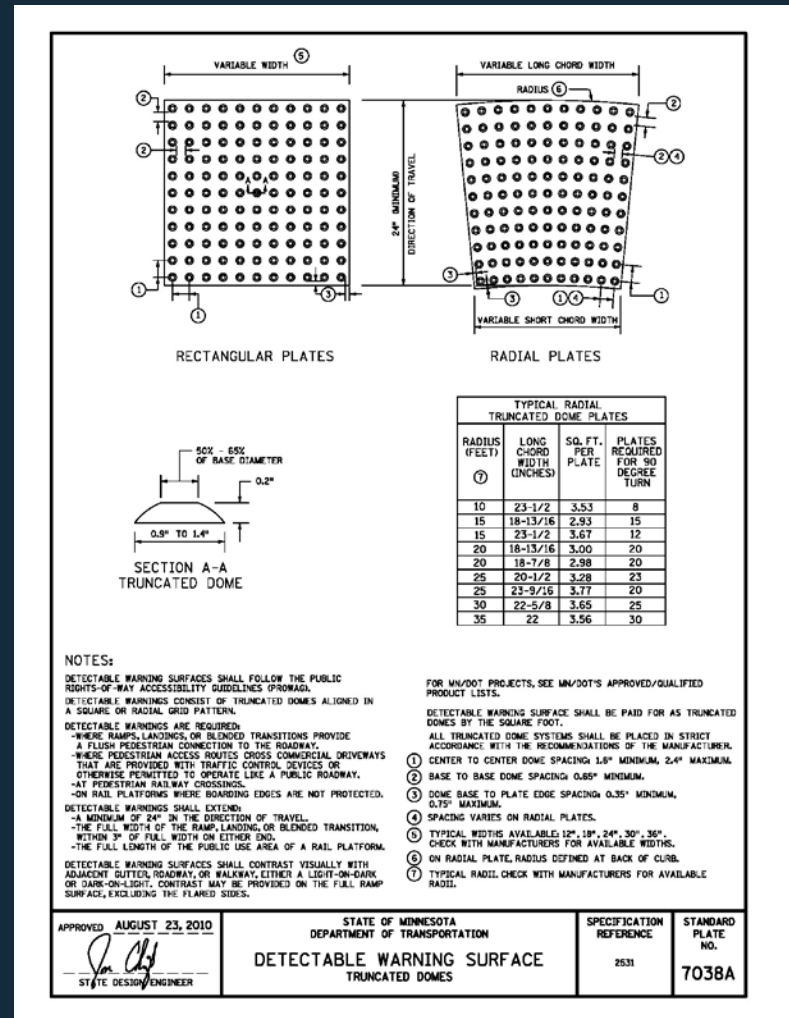 VARIABLE WIDTH ⑤
VARIABLE LONG CHORD WIDTH
RADIUS ⑥
②
②
②
②④
24" (MINIMUM)
DIRECTION OF TRAVEL
A A
①
①
③
③
③
①④
①
VARIABLE SHORT CHORD WIDTH
RECTANGULAR PLATES
RADIAL PLATES
50% - 65%
OF BASE DIAMETER
0.2"
0.9" TO 1.4"
SECTION A-A
TRUNCATED DOME
TYPICAL RADIAL
TRUNCATED DOME PLATES
RADIUS (FEET) ⑦ LONG CHORD WIDTH (INCHES) SQ. FT. PER PLATE PLATES REQUIRED FOR 90 DEGREE TURN
10 23-1/2 3.53 8
15 18-13/16 2.93 15
15 23-1/2 3.67 12
20 18-13/16 3.00 20
20 18-7/8 2.98 20
25 20-1/2 3.28 23
25 23-9/16 3.77 20
30 22-5/8 3.65 25
35 22 3.56 30
NOTES:
DETECTABLE WARNING SURFACES SHALL FOLLOW THE PUBLIC
RIGHTS-OF-WAY ACCESSIBILITY GUIDELINES (PROWAG).
DETECTABLE WARNINGS CONSIST OF TRUNCATED DOMES ALIGNED IN
A SQUARE OR RADIAL GRID PATTERN.
DETECTABLE WARNINGS ARE REQUIRED:
-WHERE RAMPS, LANDINGS, OR BLENDED TRANSITIONS PROVIDE
A FLUSH PEDESTRIAN CONNECTION TO THE ROADWAY.
-WHERE PEDESTRIAN ACCESS ROUTES CROSS COMMERCIAL DRIVEWAYS
THAT ARE PROVIDED WITH TRAFFIC CONTROL DEVICES OR
OTHERWISE PERMITTED TO OPERATE LIKE A PUBLIC ROADWAY.
-AT PEDESTRIAN RAILWAY CROSSINGS.
-ON RAIL PLATFORMS WHERE BOARDING EDGES ARE NOT PROTECTED.
DETECTABLE WARNINGS SHALL EXTEND:
-A MINIMUM OF 24" IN THE DIRECTION OF TRAVEL.
-THE FULL WIDTH OF THE RAMP, LANDING, OR BLENDED TRANSITION,
WITHIN 3" OF FULL WIDTH ON EITHER END.
-THE FULL LENGTH OF THE PUBLIC USE AREA OF A RAIL PLATFORM.
DETECTABLE WARNING SURFACES SHALL CONTRAST VISUALLY WITH
ADJACENT GUTTER, ROADWAY, OR WALKWAY, EITHER A LIGHT-ON-DARK
OR DARK-ON-LIGHT. CONTRAST MAY BE PROVIDED ON THE FULL RAMP
SURFACE, EXCLUDING THE FLARED SIDES.
FOR MN/DOT PROJECTS, SEE MN/DOT'S APPROVED/QUALIFIED
PRODUCT LISTS.
DETECTABLE WARNING SURFACE SHALL BE PAID FOR AS TRUNCATED
DOMES BY THE SQUARE FOOT.
ALL TRUNCATED DOME SYSTEMS SHALL BE PLACED IN STRICT
ACCORDANCE WITH THE RECOMMENDATIONS OF THE MANUFACTURER.
① CENTER TO CENTER DOME SPACING: 1.6" MINIMUM, 2.4" MAXIMUM.
② BASE TO BASE DOME SPACING: 0.65" MINIMUM.
③ DOME BASE TO PLATE EDGE SPACING: 0.35" MINIMUM,
0.75" MAXIMUM.
④ SPACING VARIES ON RADIAL PLATES.
⑤ TYPICAL WIDTHS AVAILABLE: 12", 18", 24", 30", 36".
CHECK WITH MANUFACTURERS FOR AVAILABLE WIDTHS.
⑥ ON RADIAL PLATE, RADIUS DEFINED AT BACK OF CURB.
⑦ TYPICAL RADII. CHECK WITH MANUFACTURERS FOR AVAILABLE
RADII.
APPROVED AUGUST 23, 2010
STATE DESIGN ENGINEER
STATE OF MINNESOTA
DEPARTMENT OF TRANSPORTATION
DETECTABLE WARNING SURFACE
TRUNCATED DOMES
SPECIFICATION
REFERENCE
2531
STANDARD
PLATE
NO.
7038A